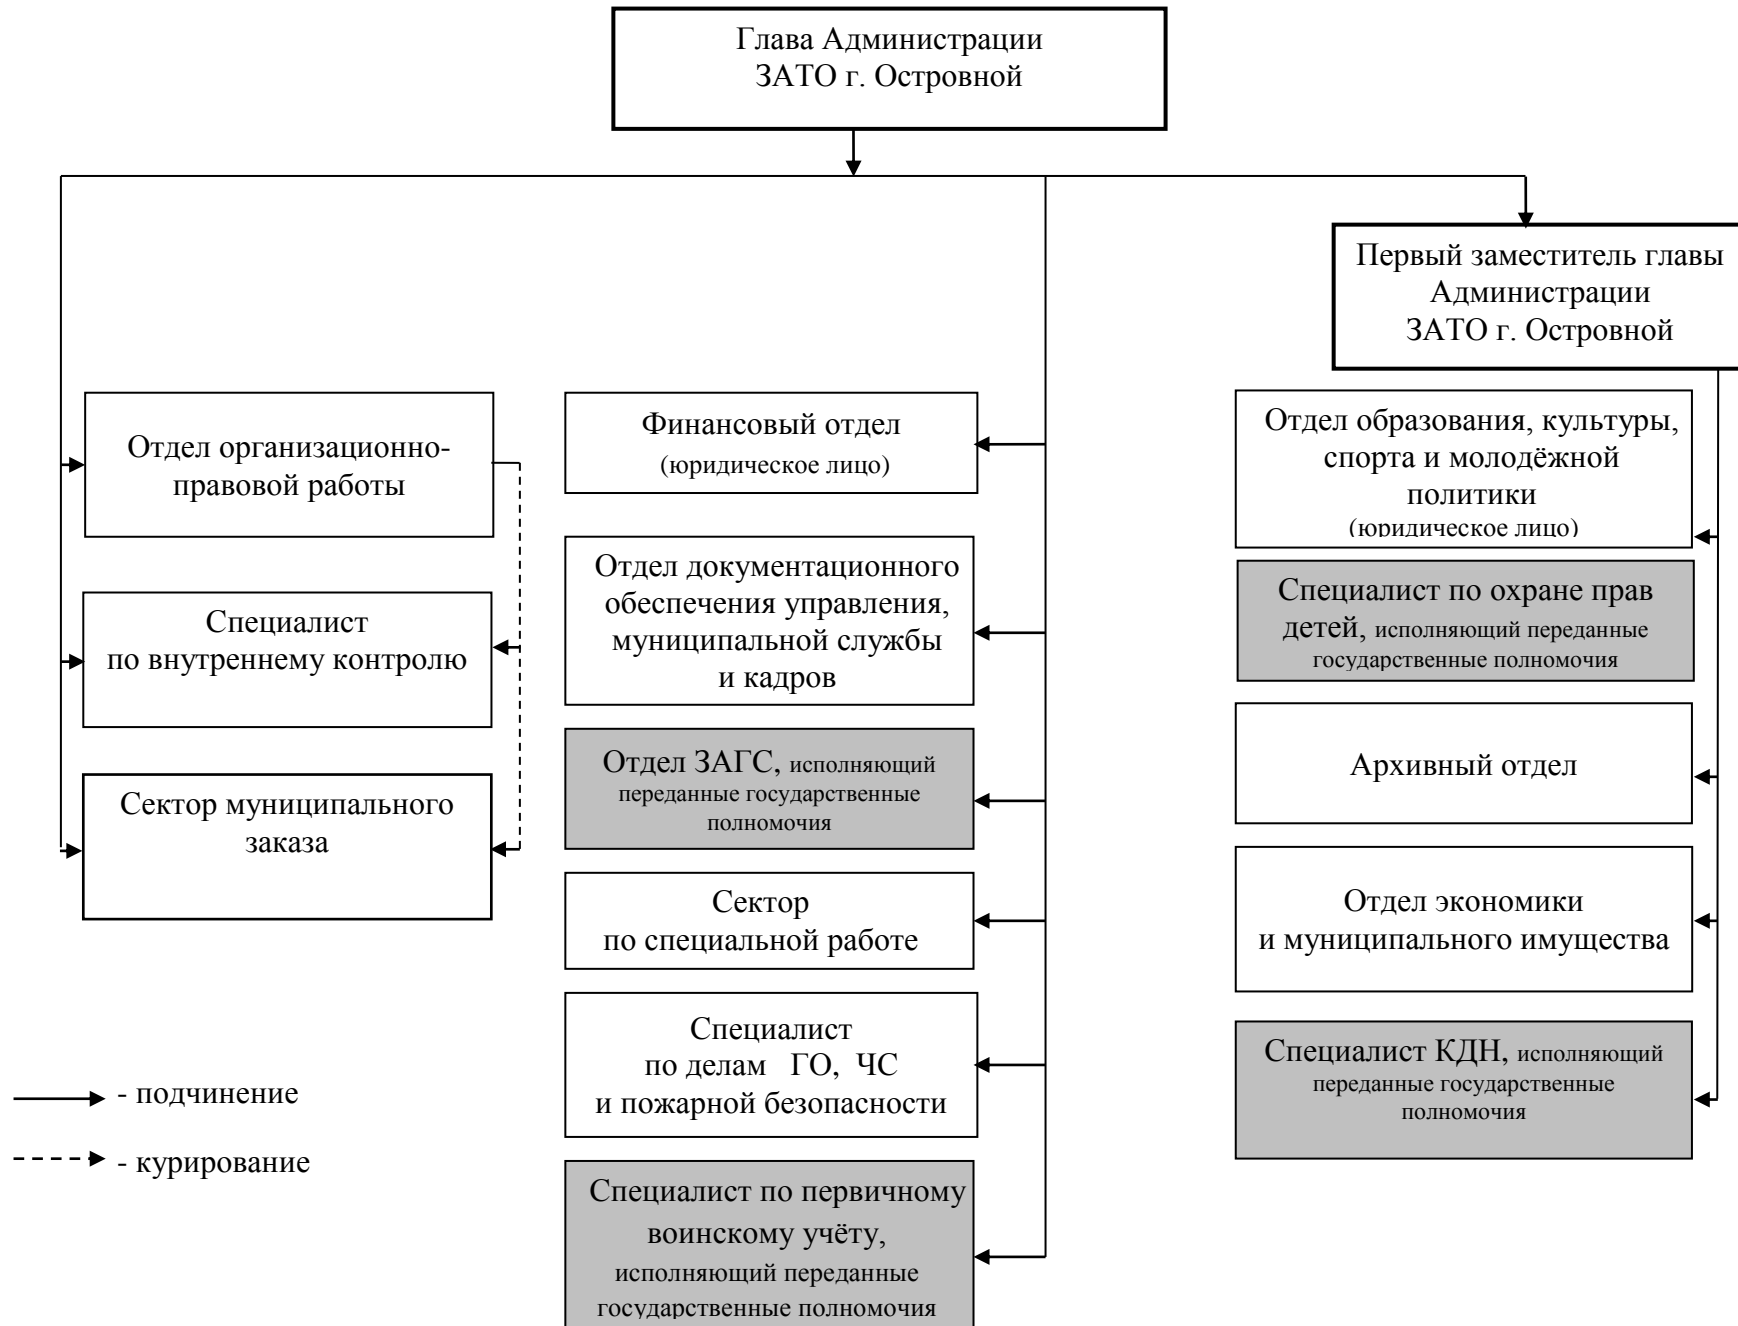 Глава Администрации
ЗАТО г. Островной
Первый заместитель главы
Администрации
ЗАТО г. Островной
Отдел организационно-
правовой работы
Специалист
по внутреннему контролю
Сектор муниципального
заказа
Финансовый отдел
(юридическое лицо)
Отдел документационного
обеспечения управления,
муниципальной службы
и кадров
Отдел ЗАГС, исполняющий
переданные государственные
полномочия
Сектор
по специальной работе
Специалист
по делам ГО, ЧС
и пожарной безопасности
Специалист по первичному
воинскому учёту,
исполняющий переданные
государственные полномочия
Отдел образования, культуры,
спорта и молодёжной
политики
(юридическое лицо)
Специалист по охране прав
детей, исполняющий переданные
государственные полномочия
Архивный отдел
Отдел экономики
и муниципального имущества
Специалист КДН, исполняющий
переданные государственные
полномочия
- подчинение
- курирование